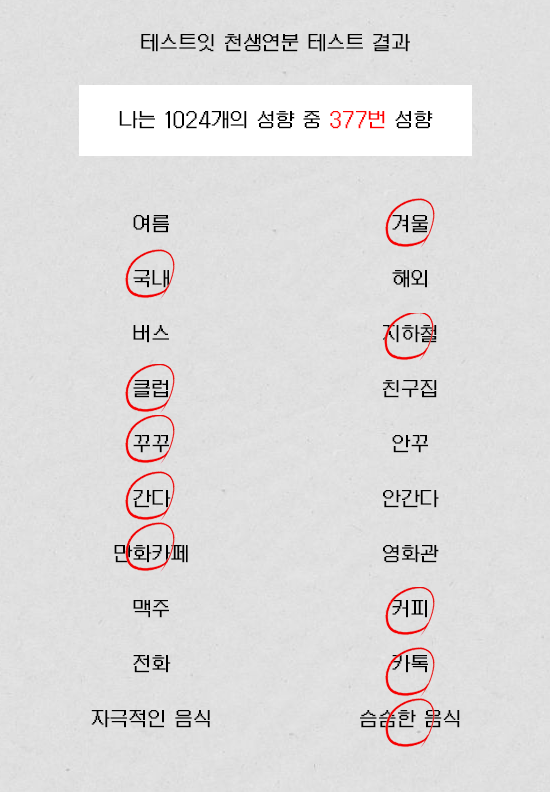 테스트잇 천생연분 테스트 결과
나는 1024개의 성향 중 377번 성향
여름 겨울
국내 해외
버스 지하철
클럽 친구집
꾸꾸 안꾸
간다 안간다
만화카페 영화관
맥주 커피
전화 카톡
자극적인 음식 슴슴한 음식